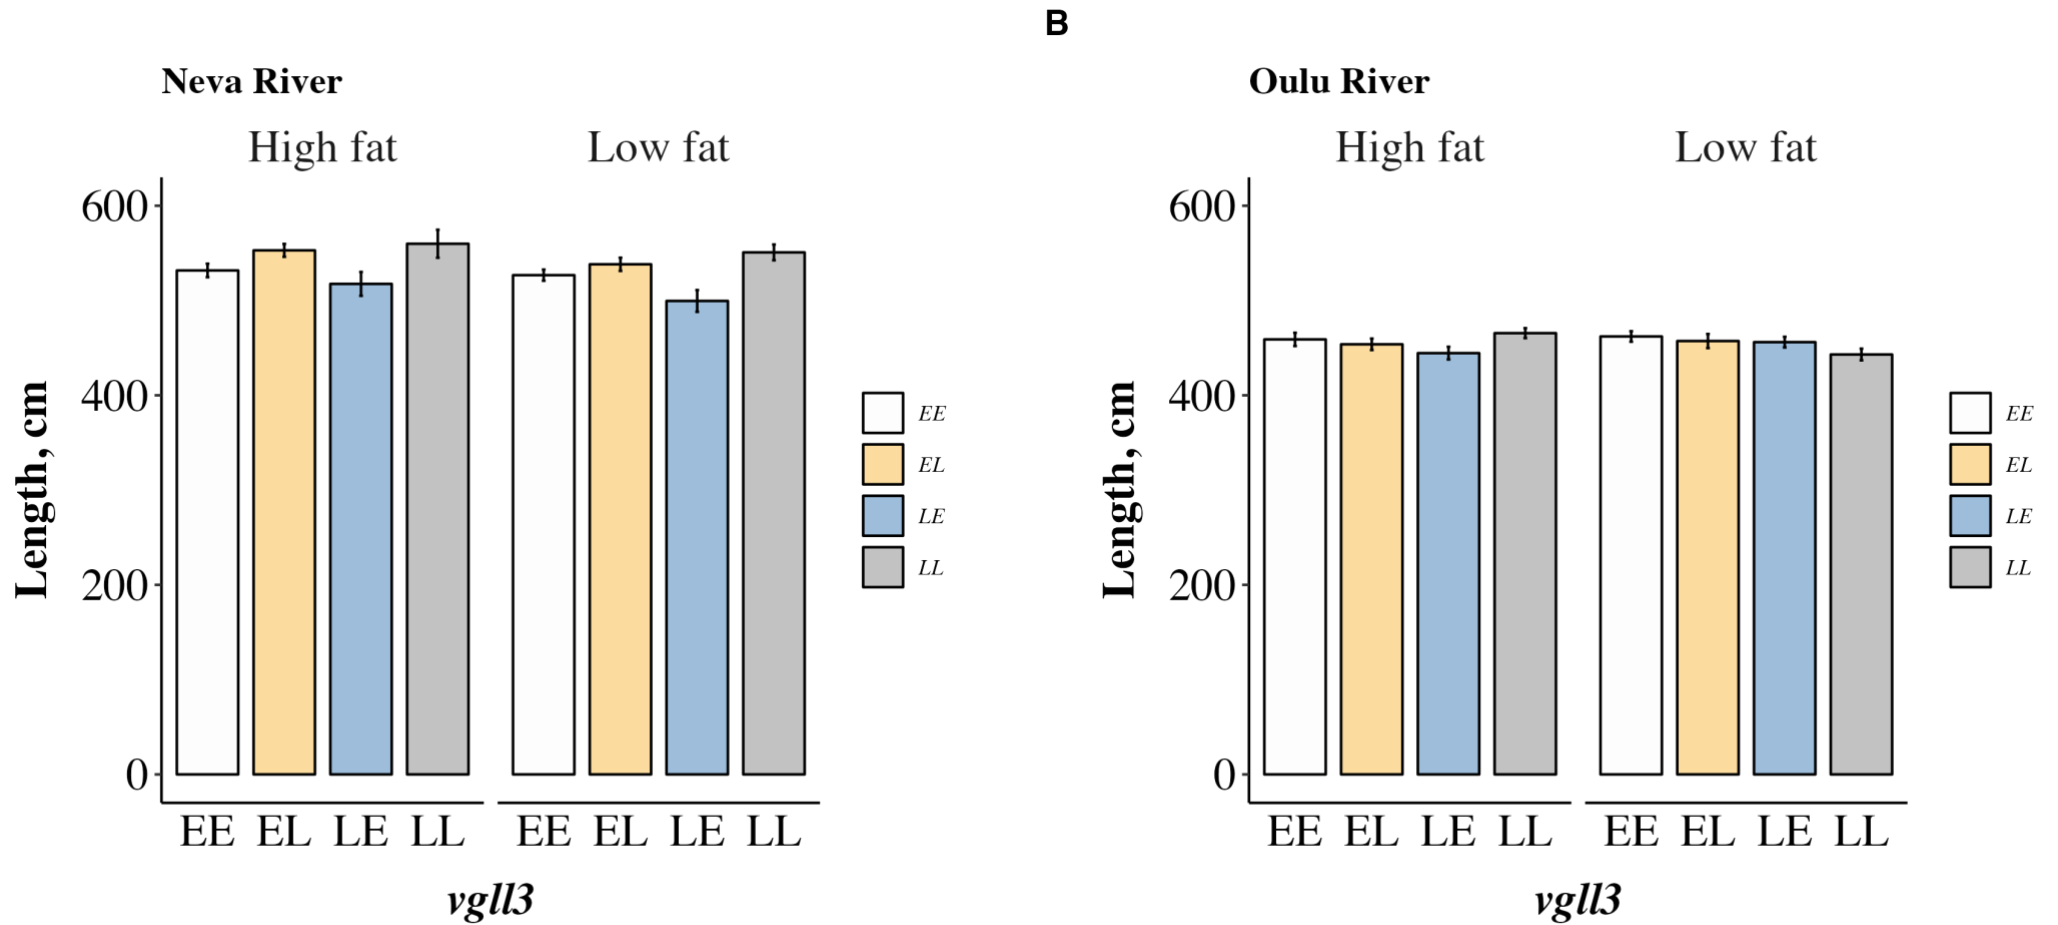 B
Neva River
High fat
Low fat
600
400
200
0
Length, cm
EE EL LE LL
EE EL LE LL
vgll3
EE
EL
LE
LL
Oulu River
High fat
Low fat
600
400
200
0
Length, cm
EE EL LE LL
EE EL LE LL
vgll3
EE
EL
LE
LL